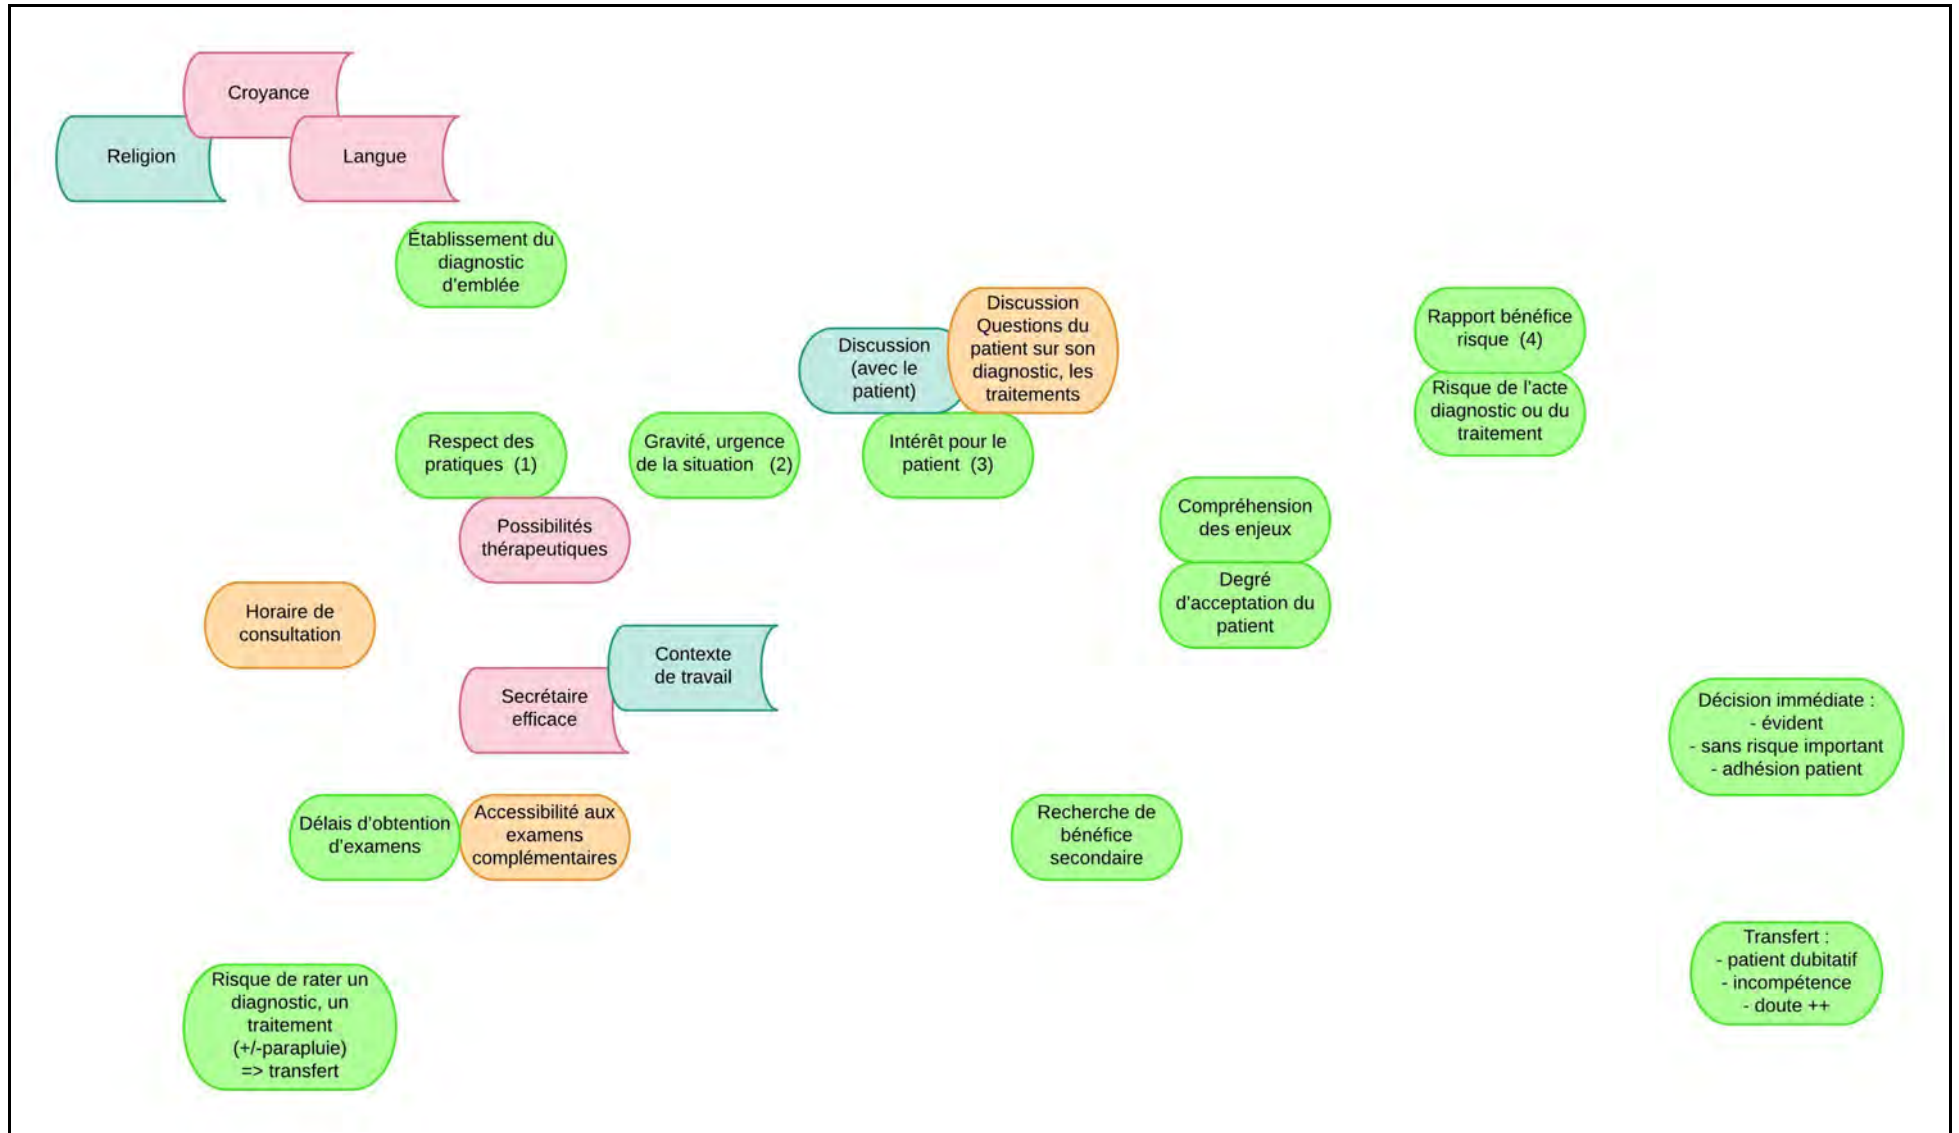 Croyance
Religion
Langue
Établissement du
diagnostic
d'emblée
Discussion
(avec le
patient)
Discussion
Questions du
patient sur son
diagnostic, les
traitements
Rapport bénéfice
risque (4)
Risque de l'acte
diagnostic ou du
traitement
Respect des
pratiques (1)
Gravité, urgence
de la situation (2)
Intérêt pour le
patient (3)
Possibilités
thérapeutiques
Compréhension
des enjeux
Degré
d'acceptation du
patient
Horaire de
consultation
Contexte
de travail
Secrétaire
efficace
Décision immédiate :
- évident
- sans risque important
- adhésion patient
Délais d'obtention
d'examens
Accessibilité aux
examens
complémentaires
Recherche de
bénéfice
secondaire
Transfert :
- patient dubitatif
- incompétence
- doute ++
Risque de rater un
diagnostic, un
traitement
(+/-parapluie)
=> transfert